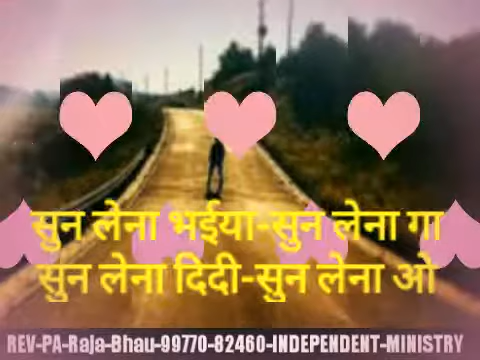 सुन लेना भईया-सुन लेना गा
सुन लेना दिदी-सुन लेना ओ
REV-PA-Raja-Bhau-99770-82460-INDEPENDENT-MINISTRY